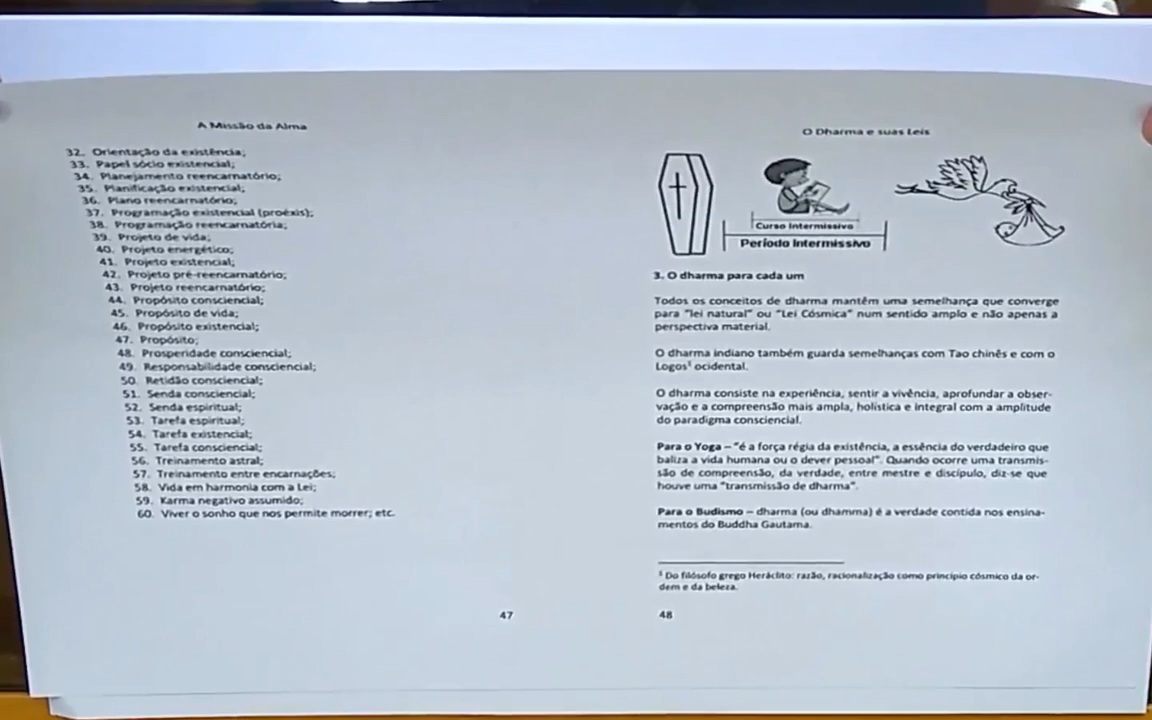 A Missão da Alma
32. Orientação da existência;
33. Papel sócio existencial;
34. Planejamento reencarnatório;
35. Planificação existencial;
36. Plano reencarnatório;
37. Programação existencial (proéxis);
38. Programação reencarnatória;
39. Projeto de vida;
40. Projeto energético;
41. Projeto existencial;
42. Projeto pré-reencarnatório;
43. Projeto reencarnatório;
44. Propósito consciencial;
45. Propósito de vida;
46. Propósito existencial;
47. Propósito;
48. Prosperidade consciencial;
49. Responsabilidade consciencial;
50. Retidão consciencial;
51. Senda consciencial;
52. Senda espiritual;
53. Tarefa espiritual;
54. Tarefa existencial;
55. Tarefa consciencial;
56. Treinamento astral;
57. Treinamento entre encarnações;
58. Vida em harmonia com a Lei;
59. Karma negativo assumido;
60. Viver o sonho que nos permite morrer; etc.
47
O Dharma e suas Leis
Curso Intermissivo
Período Intermissivo
3. O dharma para cada um
Todos os conceitos de dharma mantêm uma semelhança que converge
para "lei natural" ou "Lei Cósmica" num sentido amplo e não apenas a
perspectiva material.
O dharma indiano também guarda semelhanças com Tao chinês e com o
Logos¹ ocidental.
O dharma consiste na experiência, sentir a vivência, aprofundar a obser-
vação e a compreensão mais ampla, holística e integral com a amplitude
do paradigma consciencial.
Para o Yoga – "é a força régia da existência, a essência do verdadeiro que
baliza a vida humana ou o dever pessoal". Quando ocorre uma transmis-
são de compreensão, da verdade, entre mestre e discípulo, diz-se que
houve uma "transmissão de dharma".
Para o Budismo – dharma (ou dhamma) é a verdade contida nos ensina-
mentos do Buddha Gautama.
¹ Do filósofo grego Heráclito: razão, racionalização como princípio cósmico da or-
dem e da beleza.
48